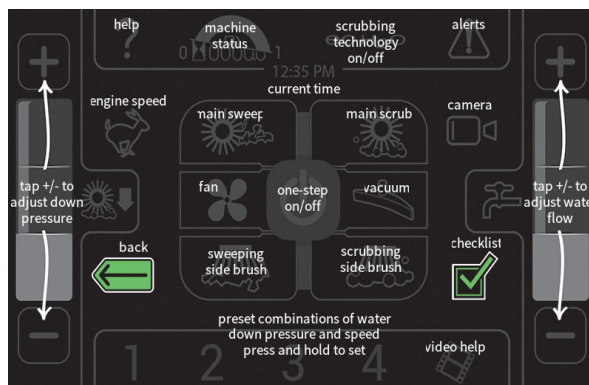 help
machine
status
scrubbing
technology
on/off
alerts
12:35 PM
current time
engine speed
main sweep
main scrub
camera
tap +/- to
adjust down
pressure
fan
one-step
on/off
vacuum
tap +/- to
adjust water
flow
back
sweeping
side brush
scrubbing
side brush
checklist
preset combinations of water
down pressure and speed
press and hold to set
1 2 3 4
video help